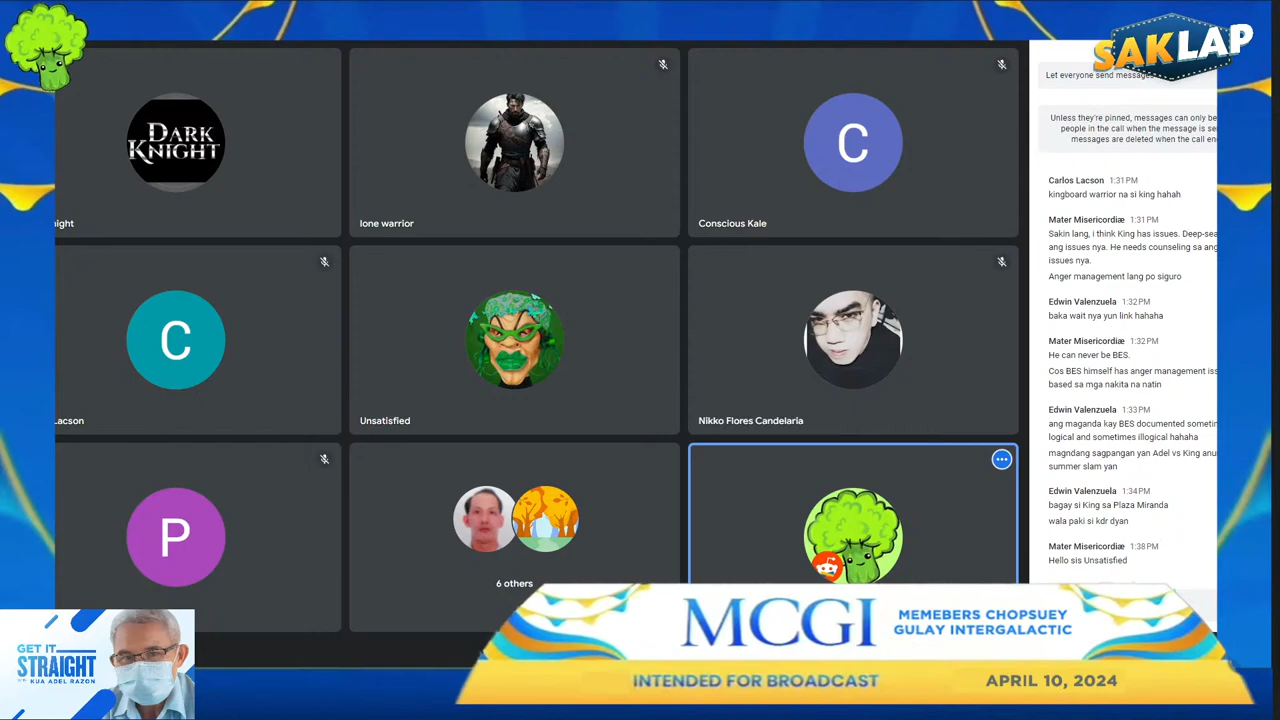 SAKLAP
Let everyone send messages
Unless they're pinned, messages can only be
people in the call when the message is se
messages are deleted when the call en
DARK
KNIGHT
C
ight
lone warrior
Conscious Kale
Carlos Lacson 1:31 PM
kingboard warrior na si king hahah
Mater Misericordiæ 1:31 PM
Sakin lang, i think King has issues. Deep-sea
ang issues nya. He needs counseling sa ang
issues nya.
Anger management lang po siguro
Edwin Valenzuela 1:32 PM
baka wait nya yun link hahaha
Mater Misericordiæ 1:32 PM
He can never be BES.
Cos BES himself has anger management iss
based sa mga nakita na natin
Edwin Valenzuela 1:33 PM
ang maganda kay BES documented sometin
logical and sometimes illogical hahaha
magndang sagpangan yan Adel vs King anu
summer slam yan
Edwin Valenzuela 1:34 PM
bagay si King sa Plaza Miranda
wala paki si kdr dyan
Mater Misericordiæ 1:38 PM
Hello sis Unsatisfied
C
Lacson
Unsatisfied
Nikko Flores Candelaria
P
6 others
GET IT
STRAIGHT
KUA ADEL RAZON
MCGI
MEMEBERS CHOPSUEY
GULAY INTERGALACTIC
INTENDED FOR BROADCAST
APRIL 10, 2024